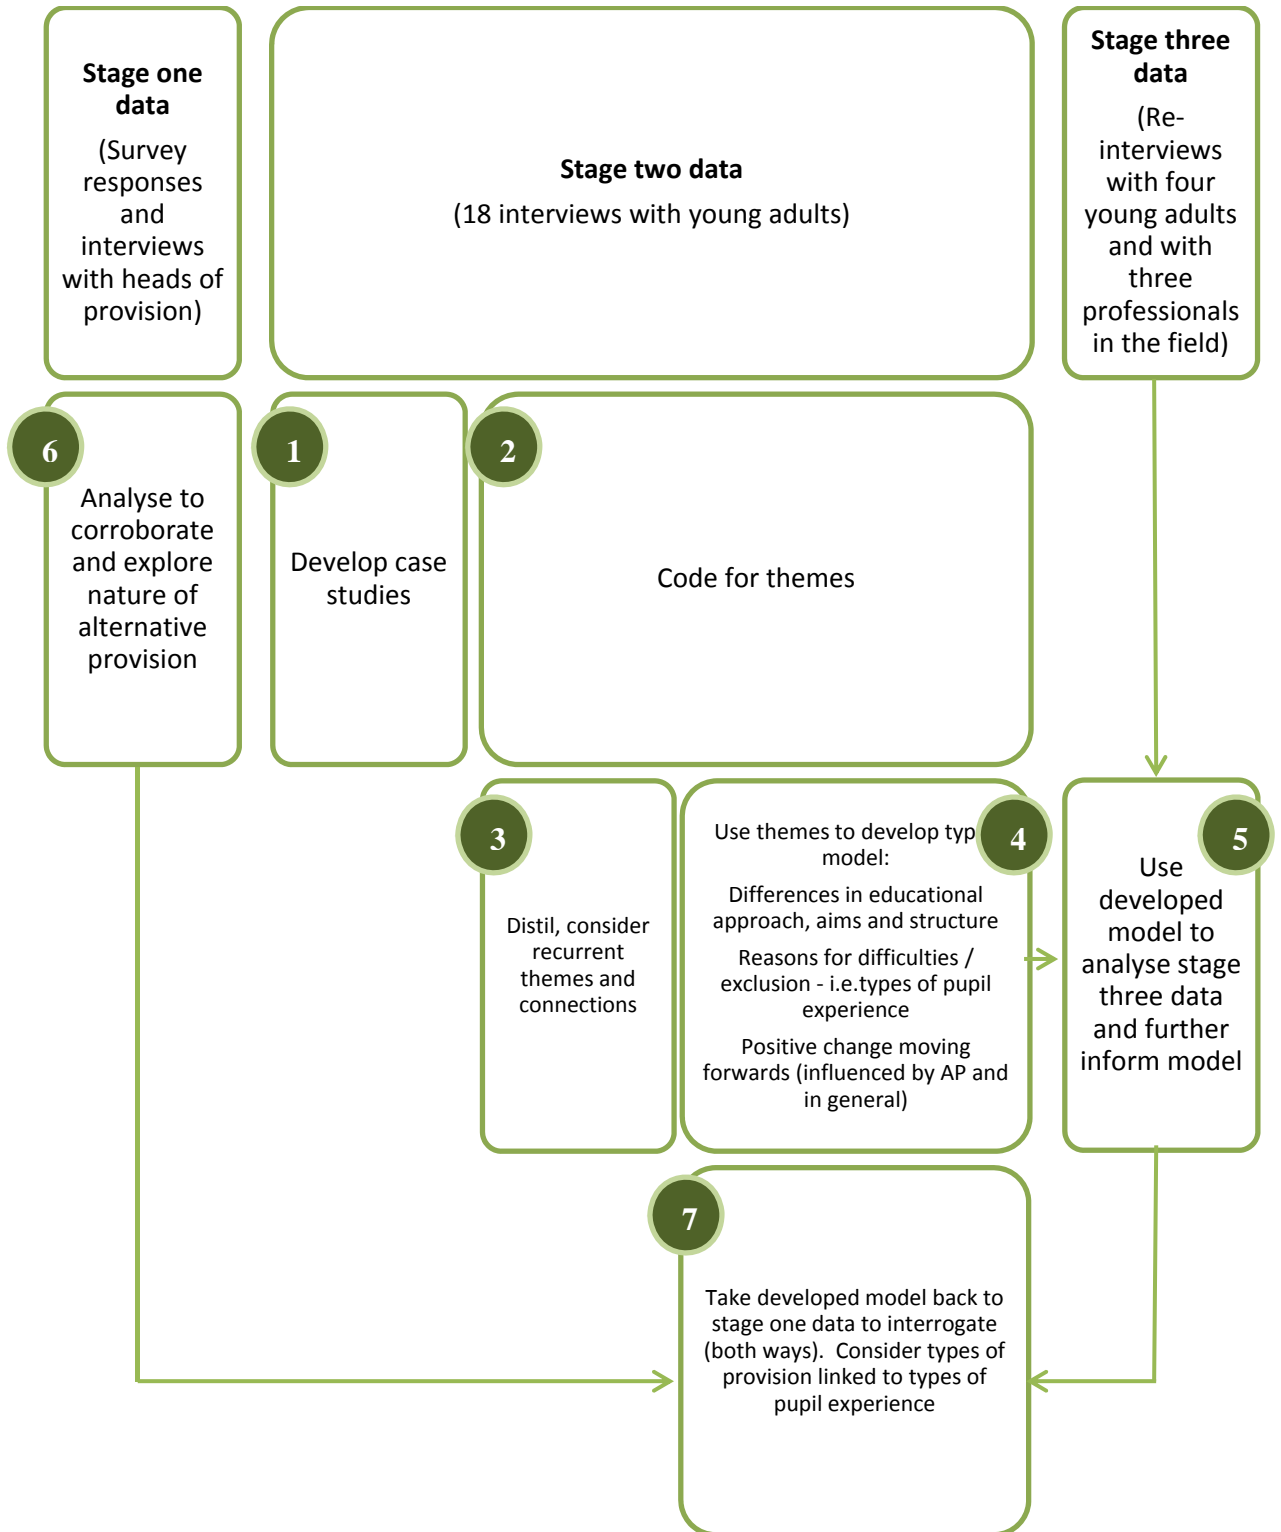 Stage one
data
(Survey
responses
and
interviews
with heads of
provision)
Stage two data
(18 interviews with young adults)
Stage three
data
(Re-
interviews
with four
young adults
and with
three
professionals
in the field)
6
Analyse to
corroborate
and explore
nature of
alternative
provision
1
Develop case
studies
2
Code for themes
3
Distil, consider
recurrent
themes and
connections
4
Use themes to develop
model:
Differences in educational
approach, aims and structure
Reasons for difficulties /
exclusion - i.e.types of pupil
experience
Positive change moving
forwards (influenced by AP and
in general)
5
Use
developed
model to
analyse stage
three data
and further
inform model
7
Take developed model back to
stage one data to interrogate
(both ways).  Consider types of
provision linked to types of
pupil experience